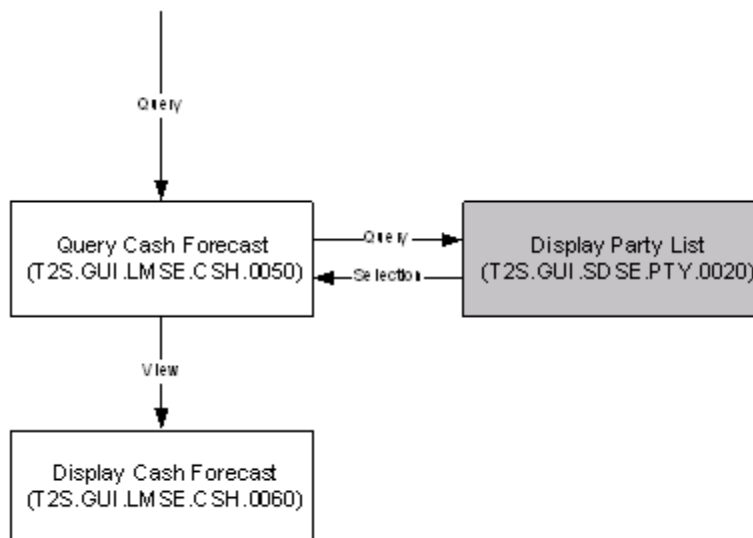 Query
Query Cash Forecast
(T2S.GUI.LMSE.CSH.0050)
Query
Selection
Display Party List
(T2S.GUI.SDSE.PTY.0020)
View
Display Cash Forecast
(T2S.GUI.LMSE.CSH.0060)